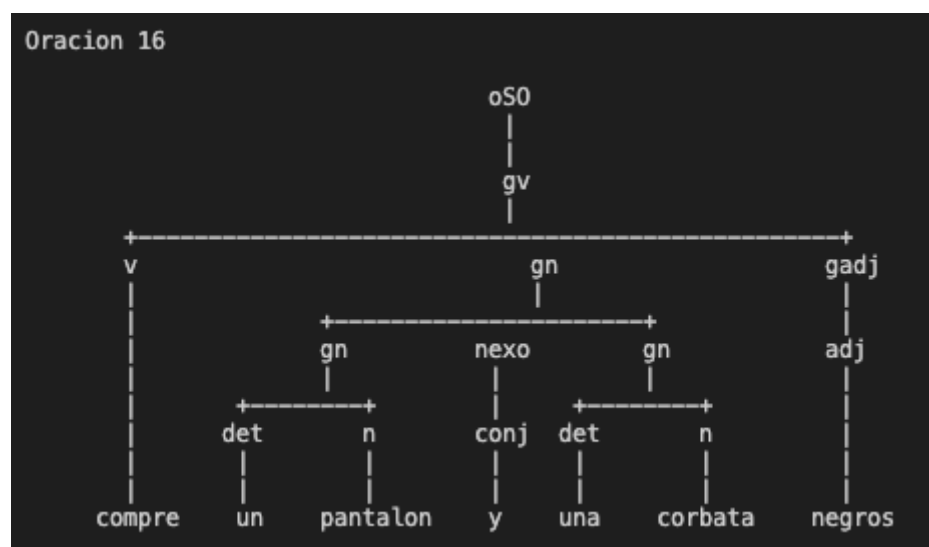 Oracion 16
oSO
gv
v gn gadj
gn nexo gn adj
det n conj det n
compre un pantalon y una corbata negros